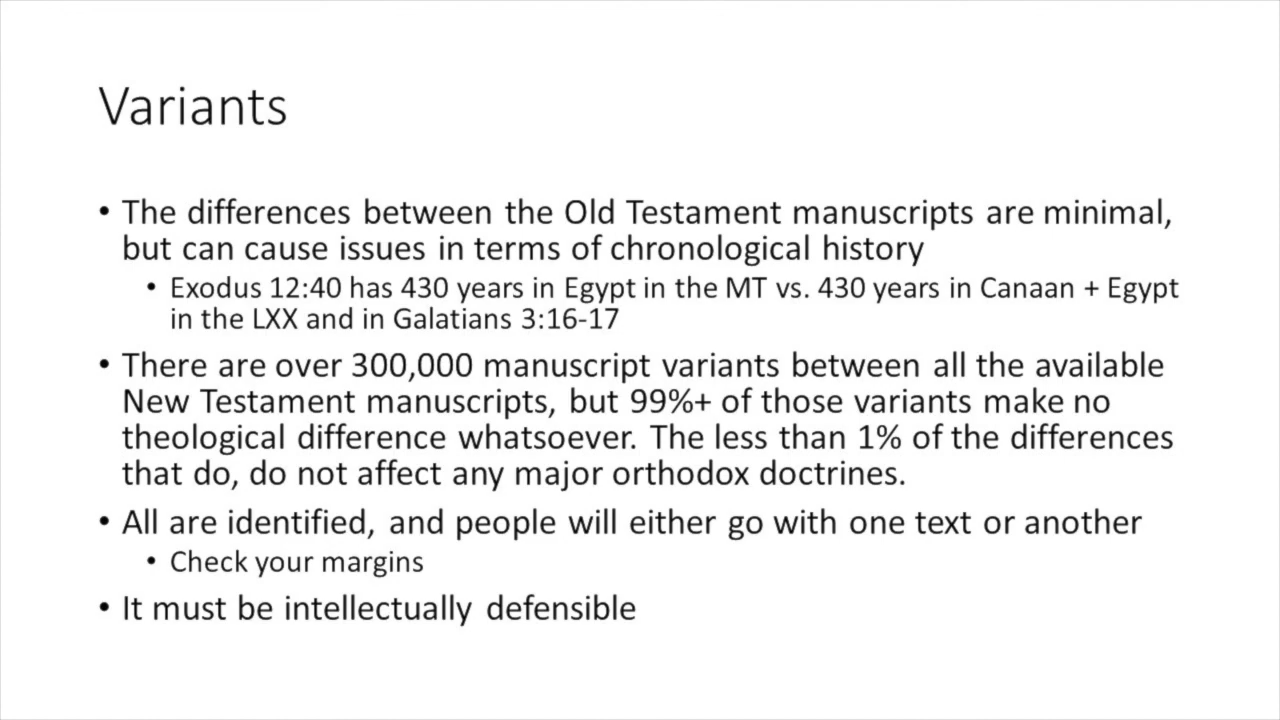 Variants
• The differences between the Old Testament manuscripts are minimal,
but can cause issues in terms of chronological history
• Exodus 12:40 has 430 years in Egypt in the MT vs. 430 years in Canaan + Egypt
in the LXX and in Galatians 3:16-17
• There are over 300,000 manuscript variants between all the available
New Testament manuscripts, but 99%+ of those variants make no
theological difference whatsoever. The less than 1% of the differences
that do, do not affect any major orthodox doctrines.
• All are identified, and people will either go with one text or another
• Check your margins
• It must be intellectually defensible